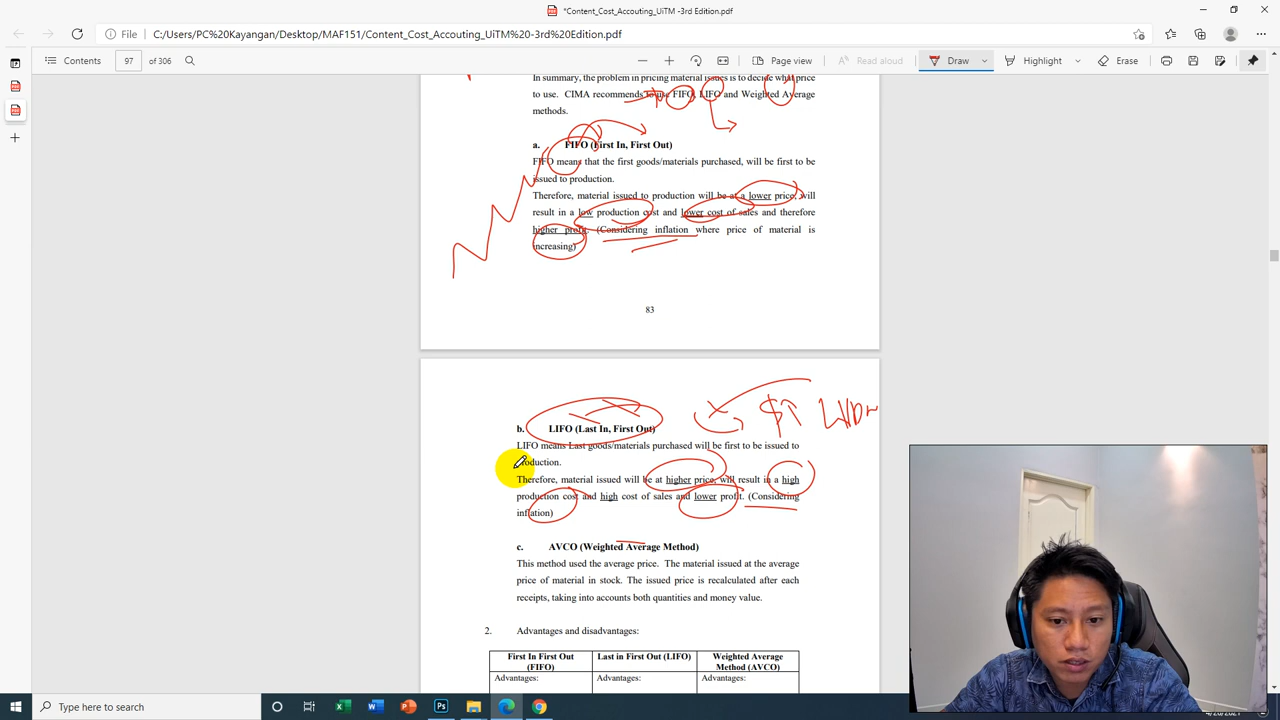 *Content_Cost_Accouting_UiTM -3rd Edition.pdf
File C:/Users/PC%20Kayangan/Desktop/MAF151/Content_Cost_Accouting_UiTM%20-3rd%20Edition.pdf
Contents 97 of 306 Page view Read aloud Draw Highlight Erase
In summary, the problem in pricing material issues is to decide what price
to use. CIMA recommends to use FIFO, LIFO and Weighted Average
methods.
a. FIFO (First In, First Out)
FIFO means that the first goods/materials purchased, will be first to be
issued to production.
Therefore, material issued to production will be at a lower price, will
result in a low production cost and lower cost of sales and therefore
higher profit. (Considering inflation where price of material is
increasing)
83
b. LIFO (Last In, First Out)
LIFO means Last goods/materials purchased will be first to be issued to
production.
Therefore, material issued will be at higher price, will result in a high
production cost and high cost of sales and lower profit. (Considering
inflation)
c. AVCO (Weighted Average Method)
This method used the average price. The material issued at the average
price of material in stock. The issued price is recalculated after each
receipts, taking into accounts both quantities and money value.
2. Advantages and disadvantages:
First In First Out (FIFO) Last in First Out (LIFO) Weighted Average Method (AVCO)
Advantages: Advantages: Advantages:
Type here to search